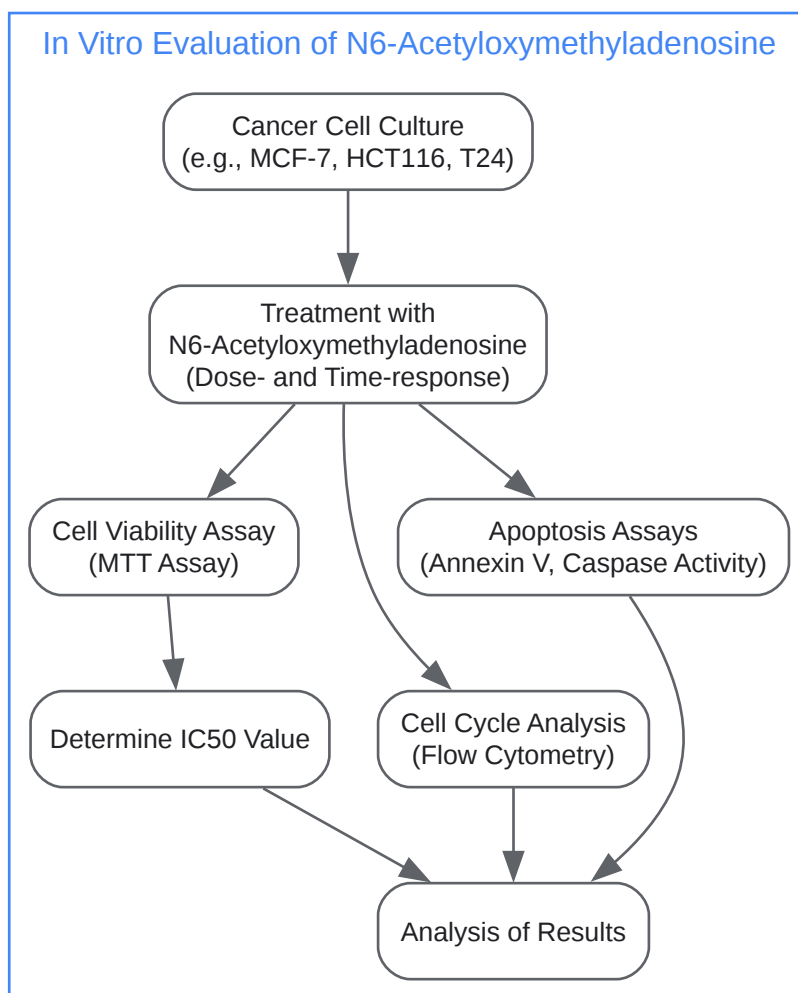 In Vitro Evaluation of N6-Acetyloxymethyladenosine
Cancer Cell Culture
(e.g., MCF-7, HCT116, T24)
Treatment with
N6-Acetyloxymethyladenosine
(Dose- and Time-response)
Cell Viability Assay
(MTT Assay)
Apoptosis Assays
(Annexin V, Caspase Activity)
Determine IC50 Value
Cell Cycle Analysis
(Flow Cytometry)
Analysis of Results